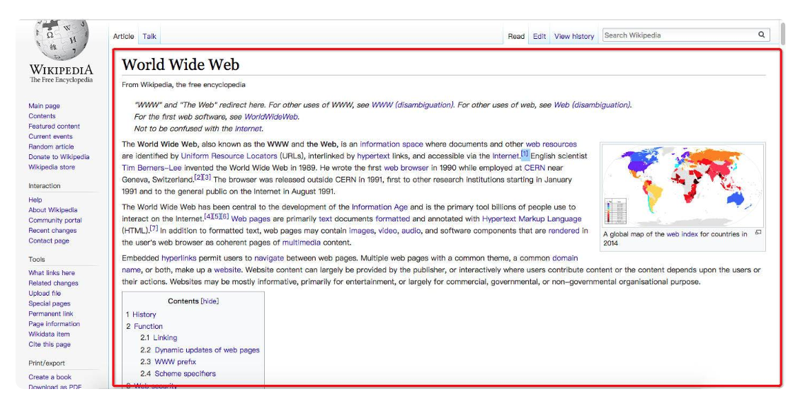 WIKIPEDIA
The Free Encyclopedia
Main page
Contents
Featured content
Current events
Random article
Donate to Wikipedia
Wikipedia store
Interaction
Help
About Wikipedia
Community portal
Recent changes
Contact page
Tools
What links here
Related changes
Upload file
Special pages
Permanent link
Page information
Wikidata item
Cite this page
Print/export
Create a book
Download as PDF
Article Talk
Read Edit View history Search Wikipedia
World Wide Web
From Wikipedia, the free encyclopedia
"WWW" and "The Web" redirect here. For other uses of WWW, see WWW (disambiguation). For other uses of web, see Web (disambiguation).
For the first web software, see WorldWideWeb.
Not to be confused with the Internet.
The World Wide Web, also known as the WWW and the Web, is an information space where documents and other web resources
are identified by Uniform Resource Locators (URLs), interlinked by hypertext links, and accessible via the Internet.[1] English scientist
Tim Berners-Lee invented the World Wide Web in 1989. He wrote the first web browser in 1990 while employed at CERN near
Geneva, Switzerland.[2][3] The browser was released outside CERN in 1991, first to other research institutions starting in January
1991 and to the general public on the Internet in August 1991.
The World Wide Web has been central to the development of the Information Age and is the primary tool billions of people use to
interact on the Internet.[4][5][6] Web pages are primarily text documents formatted and annotated with Hypertext Markup Language
(HTML).[7] In addition to formatted text, web pages may contain images, video, audio, and software components that are rendered in
the user's web browser as coherent pages of multimedia content.
Embedded hyperlinks permit users to navigate between web pages. Multiple web pages with a common theme, a common domain
name, or both, make up a website. Website content can largely be provided by the publisher, or interactively where users contribute content or the content depends upon the users or
their actions. Websites may be mostly informative, primarily for entertainment, or largely for commercial, governmental, or non-governmental organisational purpose.
A global map of the web index for countries in
2014
Contents [hide]
1 History
2 Function
2.1 Linking
2.2 Dynamic updates of web pages
2.3 WWW prefix
2.4 Scheme specifiers
3 Web security